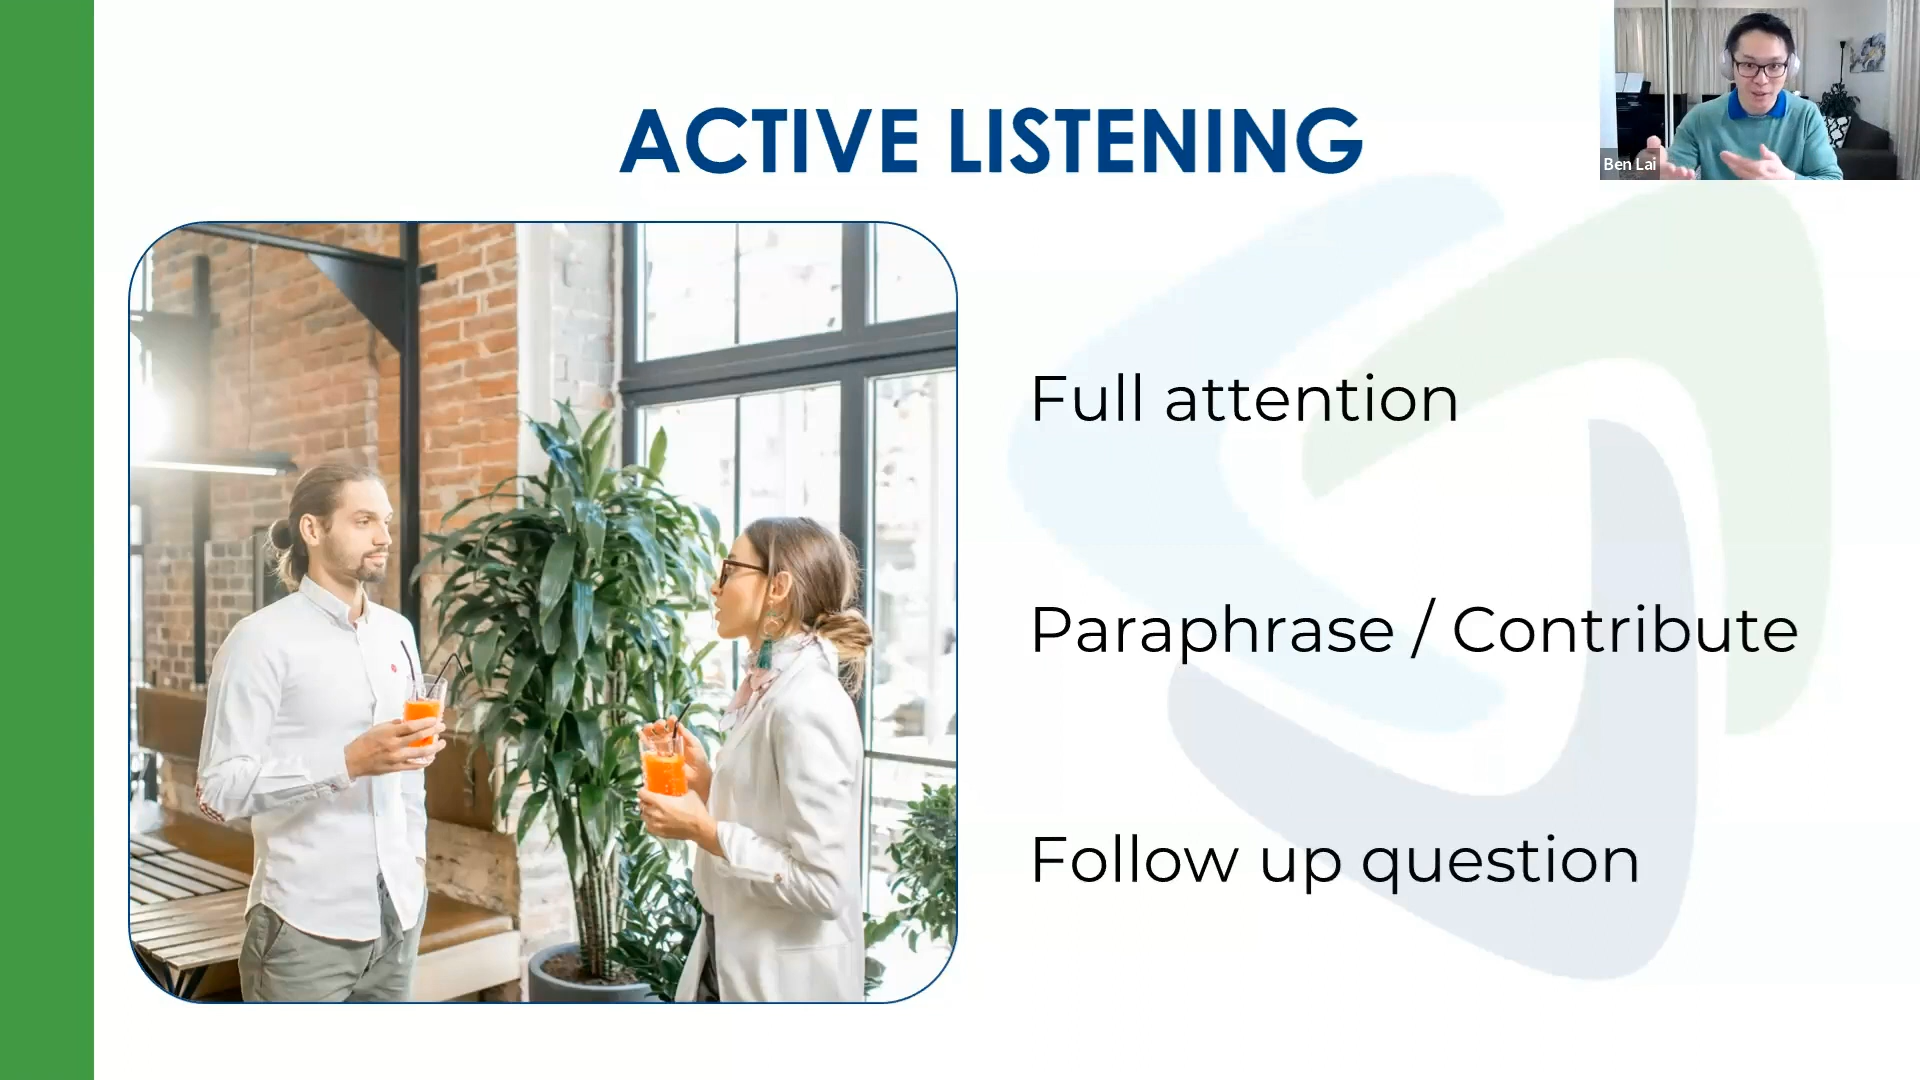 ACTIVE LISTENING
Ben Lai
Full attention
Paraphrase / Contribute
Follow up question